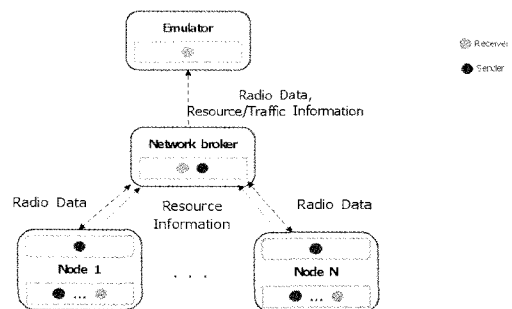 Emulator
Receiver
Sender
Radio Data,
Resource/Traffic Information
Network broker
Radio Data
Resource
Information
Radio Data
Node 1
. . .
Node N
...
...